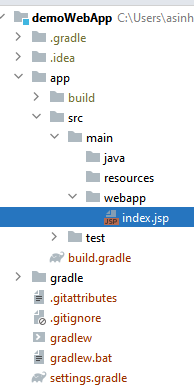 demoWebApp C:\Users\asinh
.gradle
.idea
app
build
src
main
java
resources
webapp
JSP index.jsp
test
build.gradle
gradle
.gitattributes
.gitignore
gradlew
gradlew.bat
settings.gradle